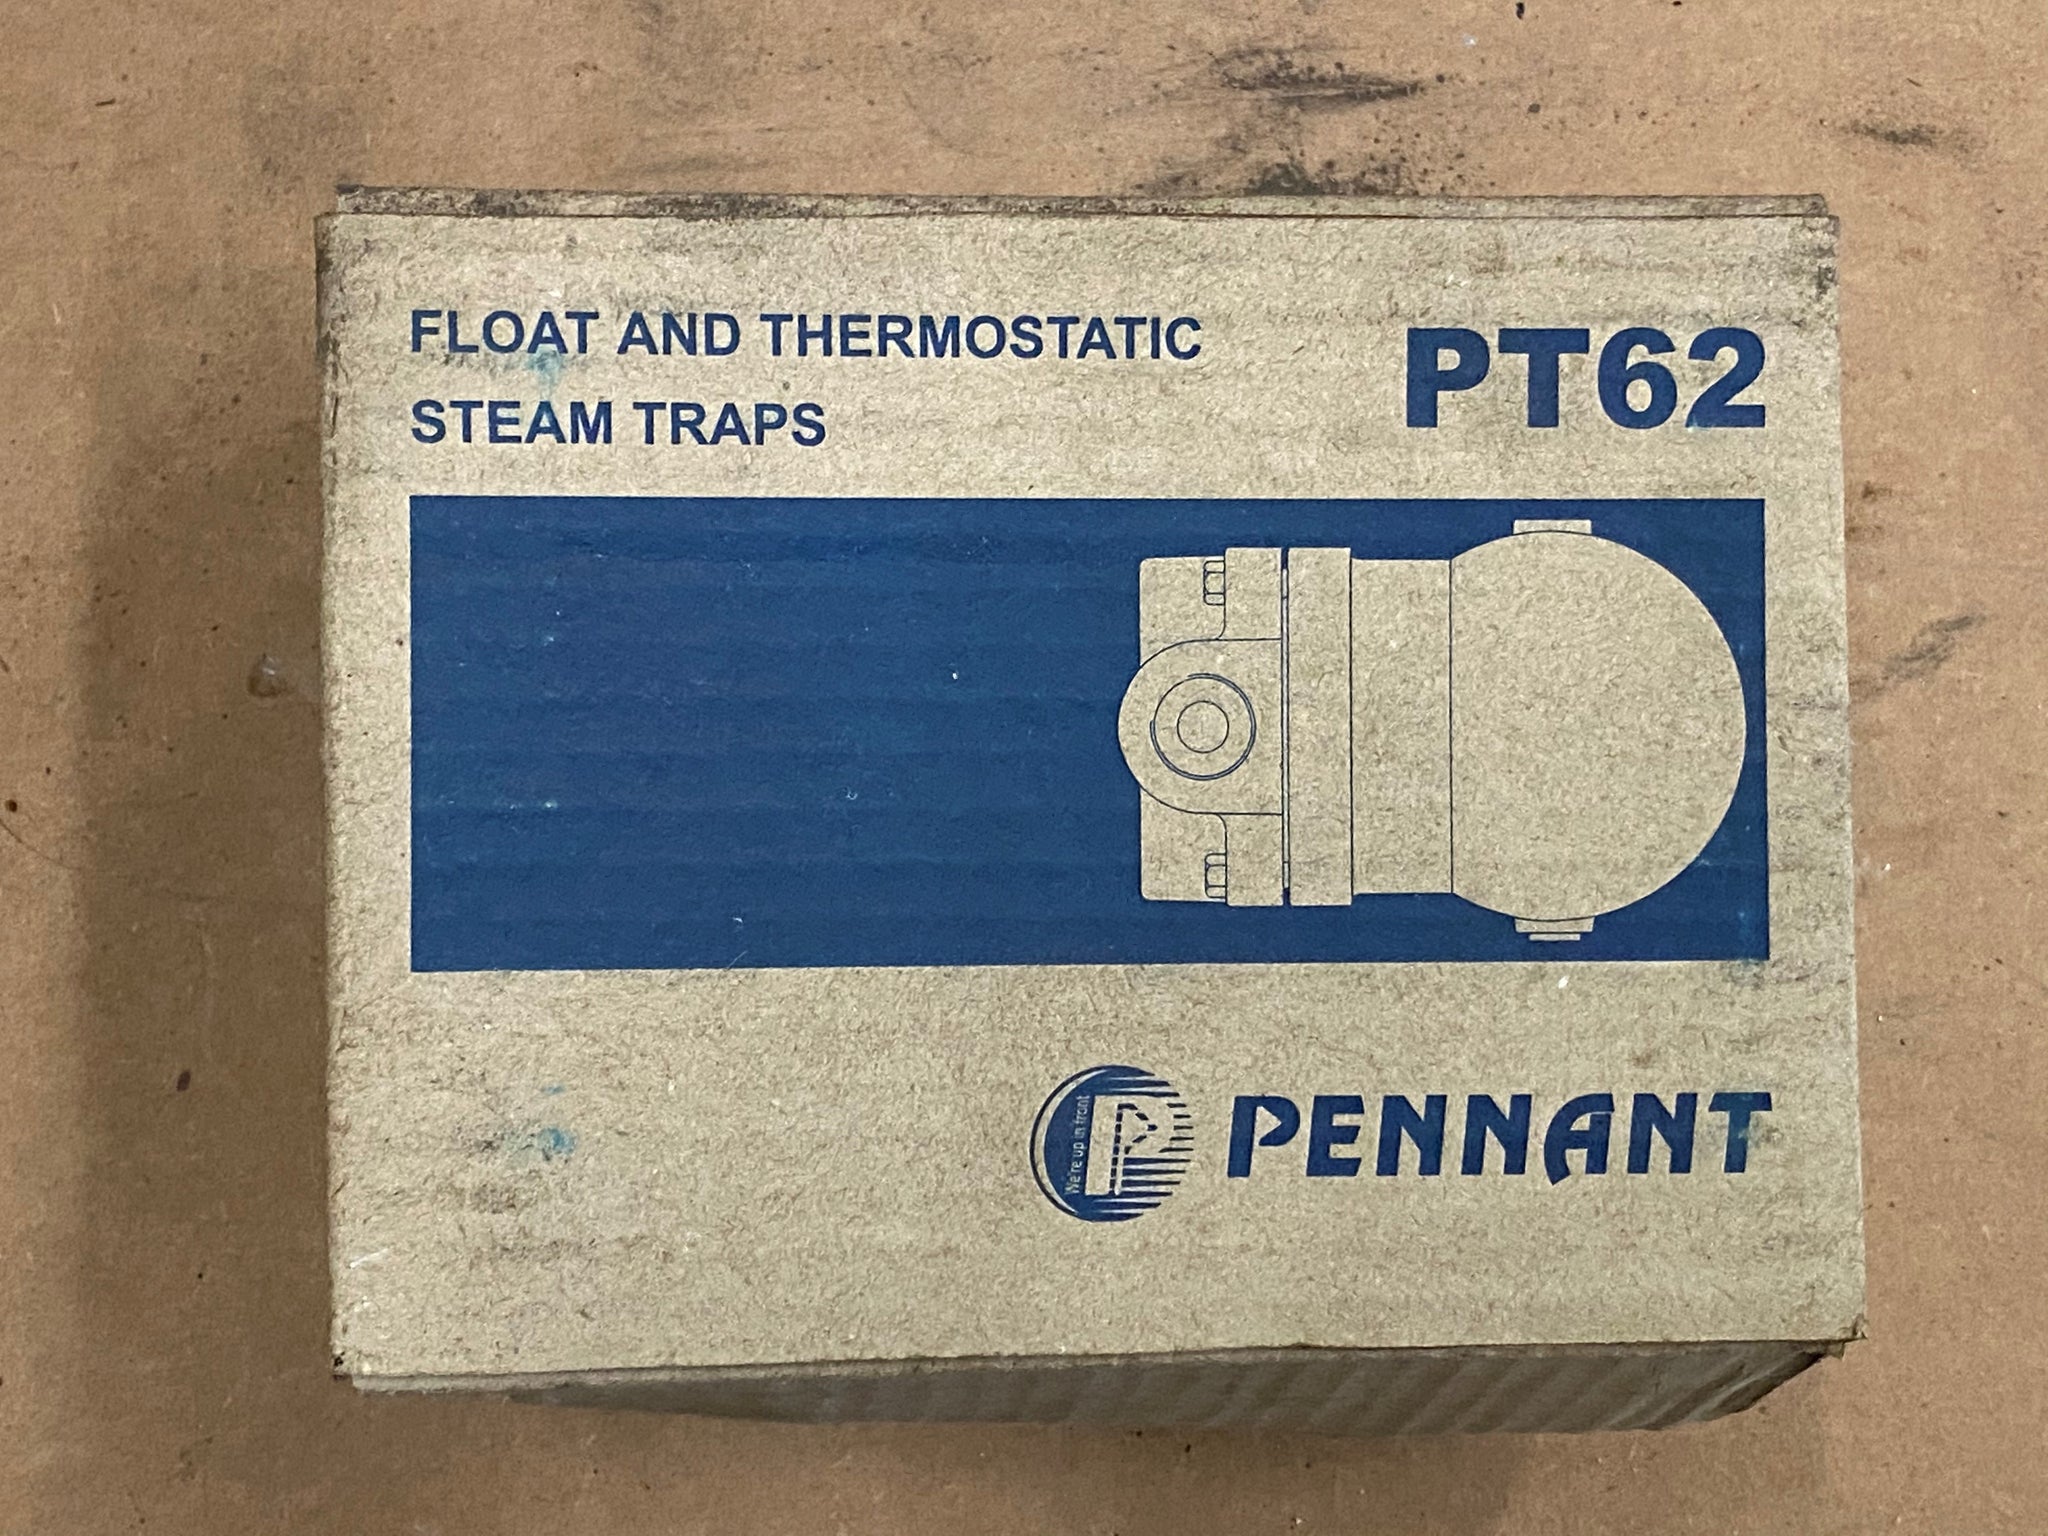 FLOAT AND THERMOSTATIC
STEAM TRAPS
PT62
We're up in front
P
PENNANT